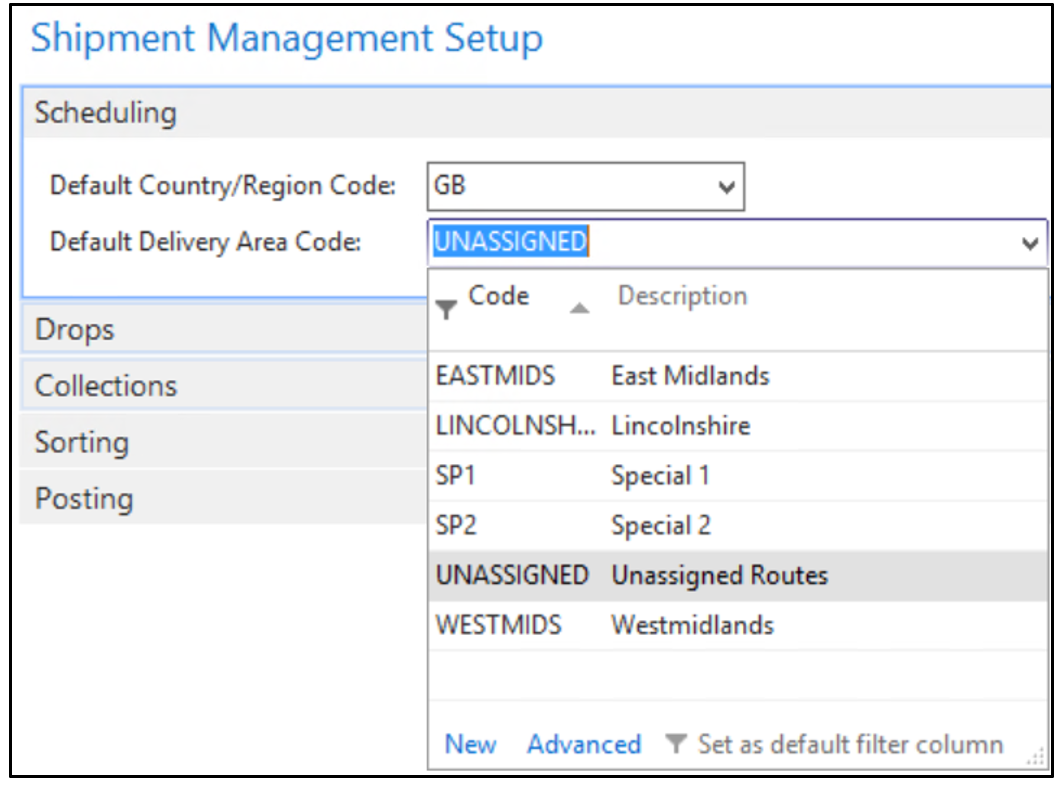 Shipment Management Setup
Scheduling
Default Country/Region Code: GB
Default Delivery Area Code: UNASSIGNED
Code Description
Drops
EASTMIDS East Midlands
Collections
LINCOLNSH... Lincolnshire
Sorting
SP1 Special 1
Posting
SP2 Special 2
UNASSIGNED Unassigned Routes
WESTMIDS Westmidlands
New Advanced Set as default filter column